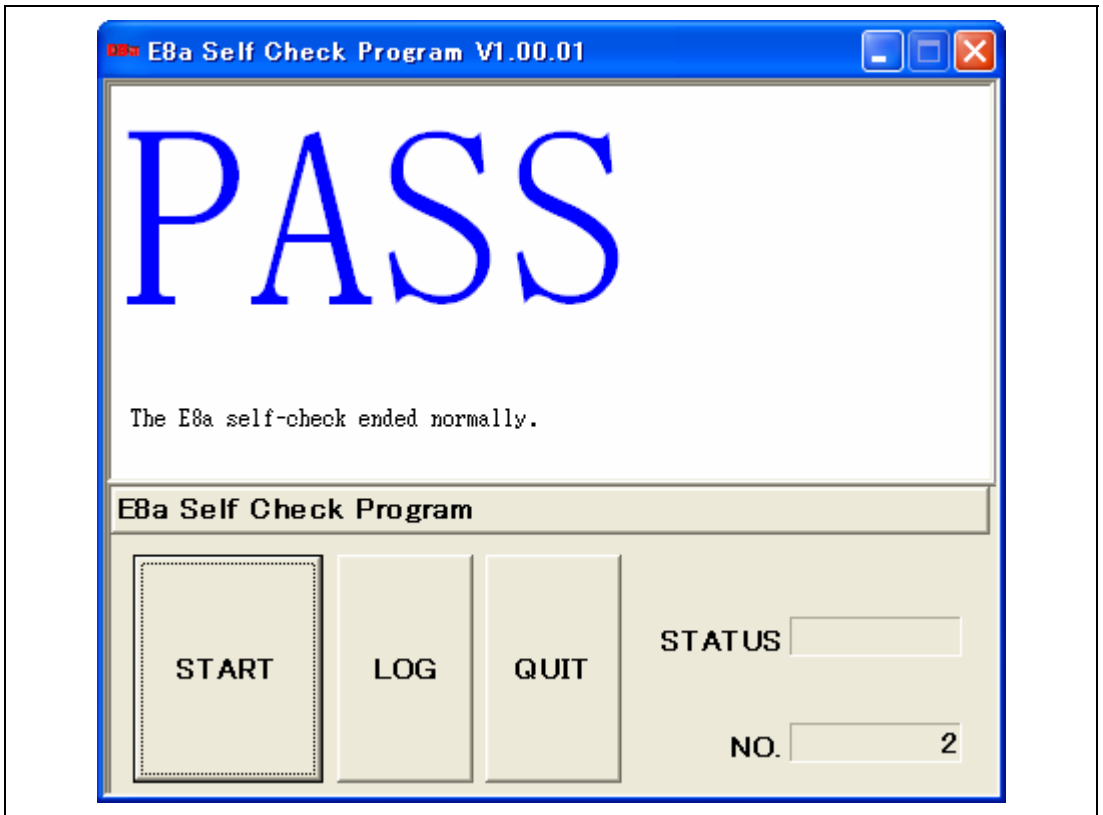 E8a Self Check Program V1.00.01
PASS
The E8a self-check ended normally.
E8a Self Check Program
START LOG QUIT
STATUS
NO. 2